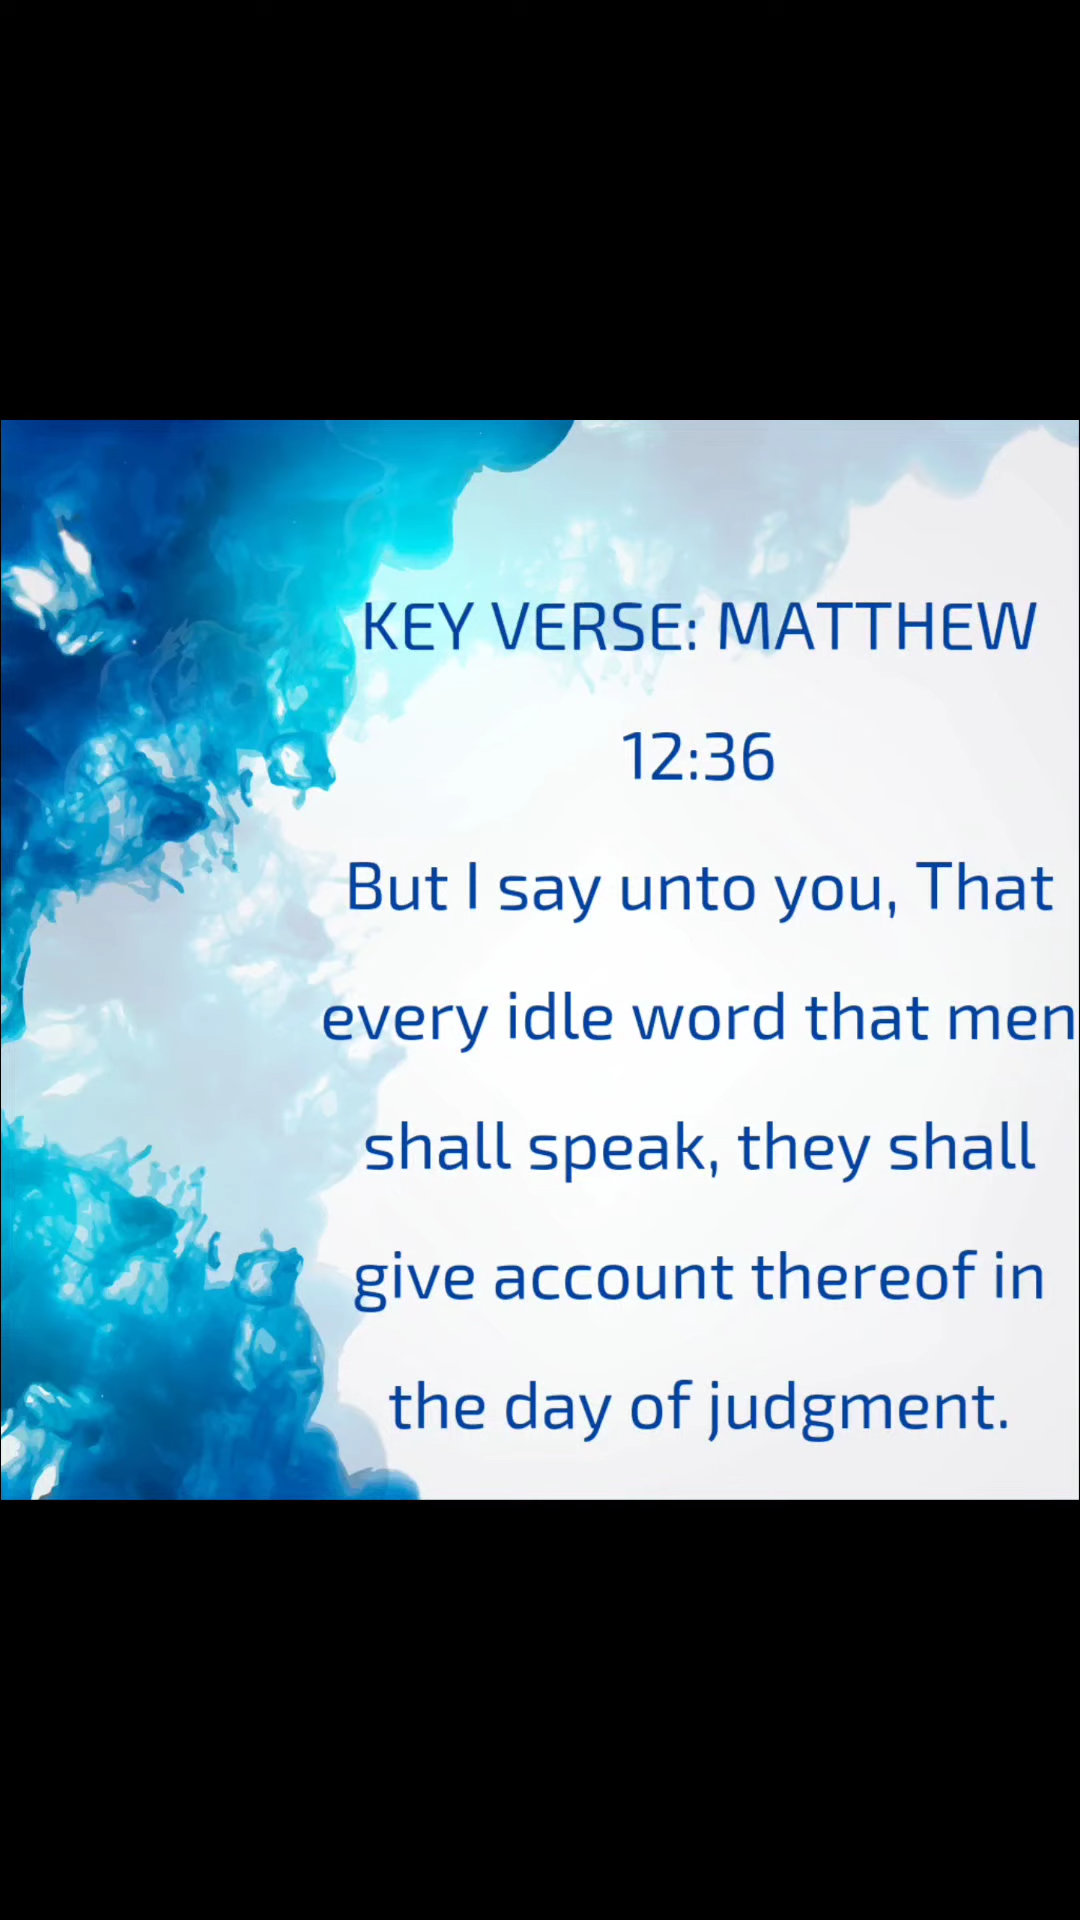 KEY VERSE: MATTHEW
12:36
But I say unto you, That
every idle word that men
shall speak, they shall
give account thereof in
the day of judgment.